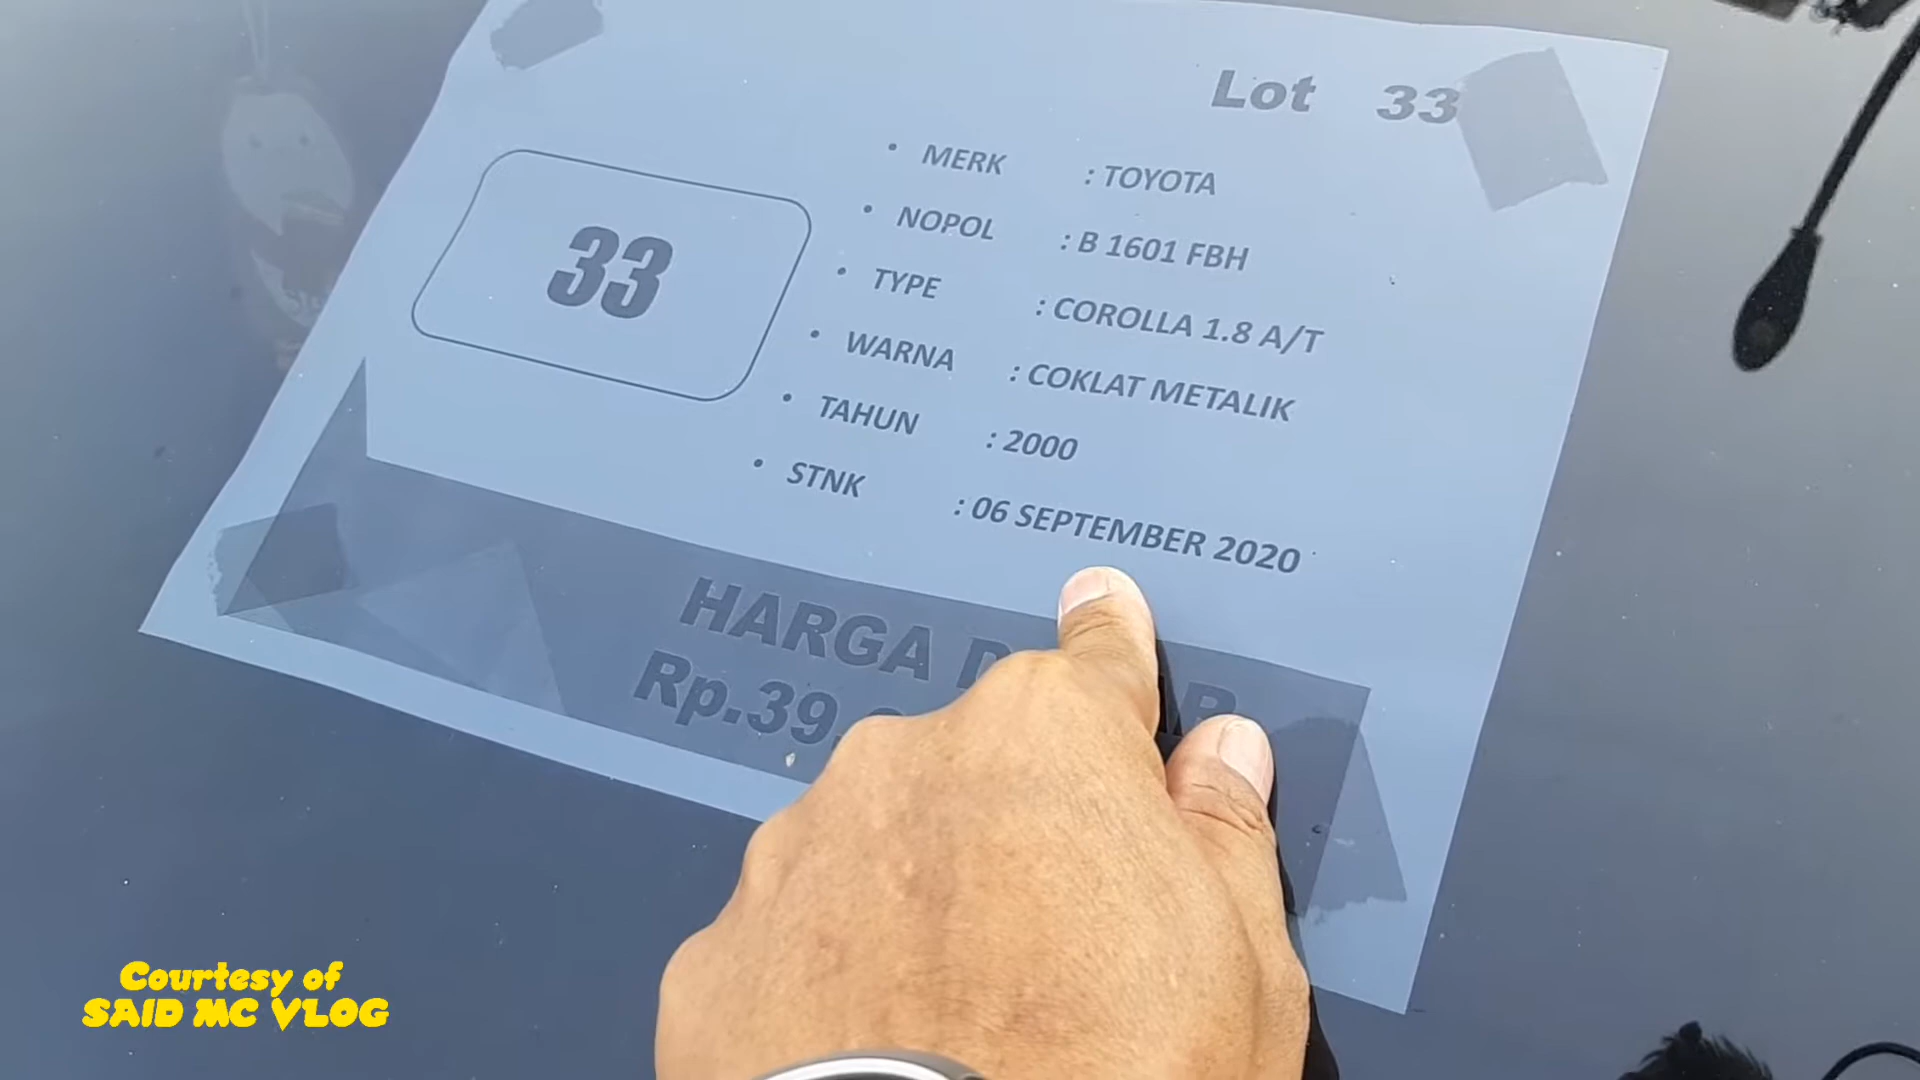 Lot 33
33
• MERK : TOYOTA
• NOPOL : B 1601 FBH
• TYPE : COROLLA 1.8 A/T
• WARNA : COKLAT METALIK
• TAHUN : 2000
• STNK : 06 SEPTEMBER 2020
HARGA
Rp.39.
Courtesy of
SAID MC VLOG